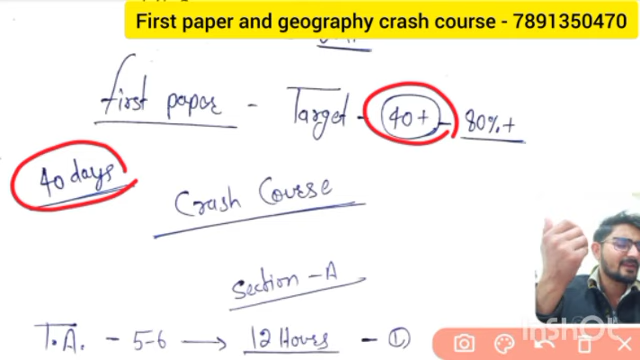 First paper and geography crash course - 7891350470
First paper - Target - 40+ - 80%+
40 days
Crash Course
Section - A
T.A. - 5-6 → 12 Hours - ①
InShot